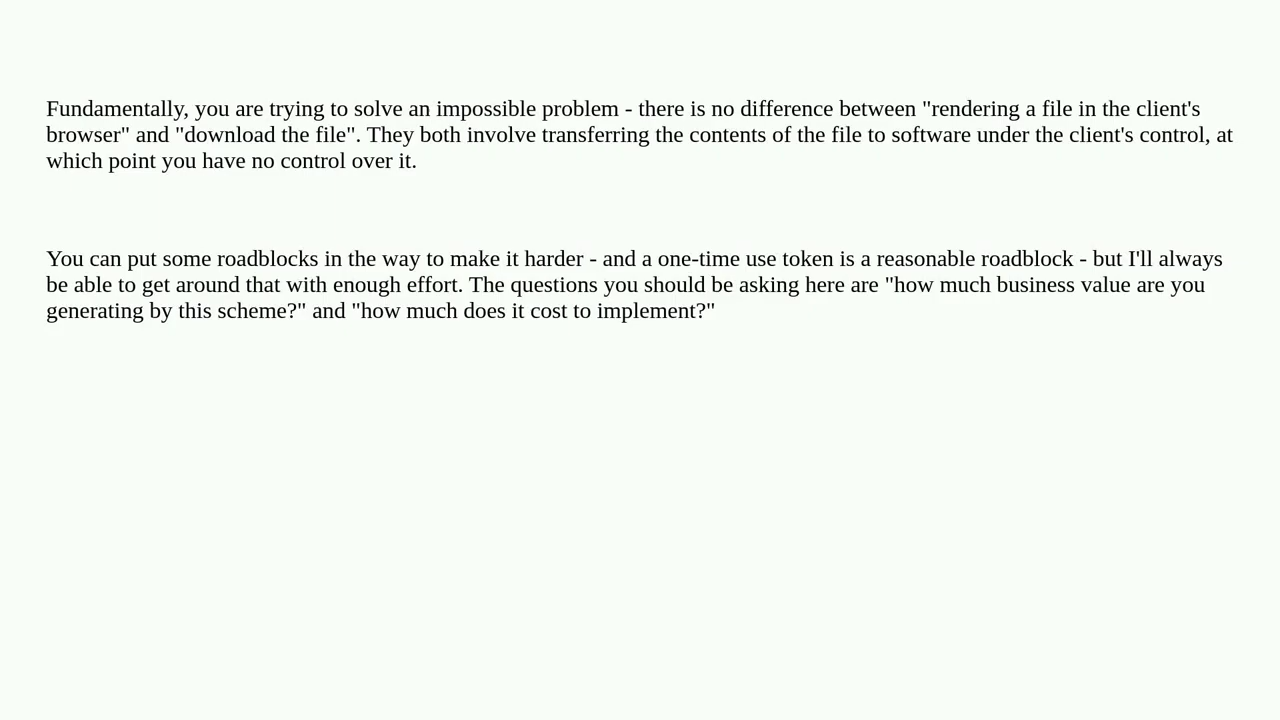 Fundamentally, you are trying to solve an impossible problem - there is no difference between "rendering a file in the client's
browser" and "download the file". They both involve transferring the contents of the file to software under the client's control, at
which point you have no control over it.
You can put some roadblocks in the way to make it harder - and a one-time use token is a reasonable roadblock - but I'll always
be able to get around that with enough effort. The questions you should be asking here are "how much business value are you
generating by this scheme?" and "how much does it cost to implement?"